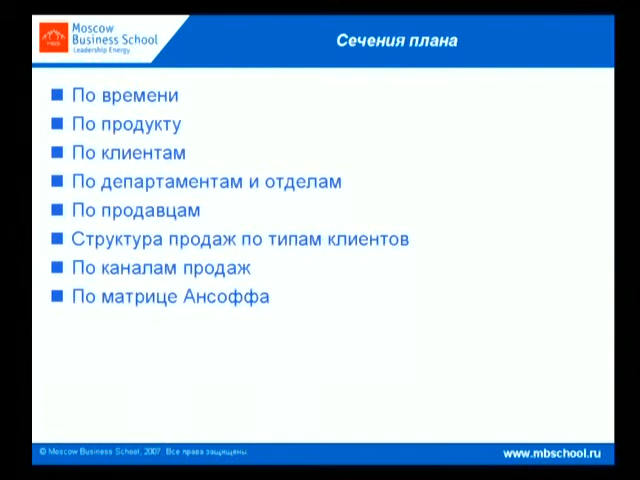 Moscow
Business School
Leadership Energy
Сечения плана
По времени
По продукту
По клиентам
По департаментам и отделам
По продавцам
Структура продаж по типам клиентов
По каналам продаж
По матрице Ансоффа
© Moscow Business School, 2007. Все права защищены.
www.mbschool.ru